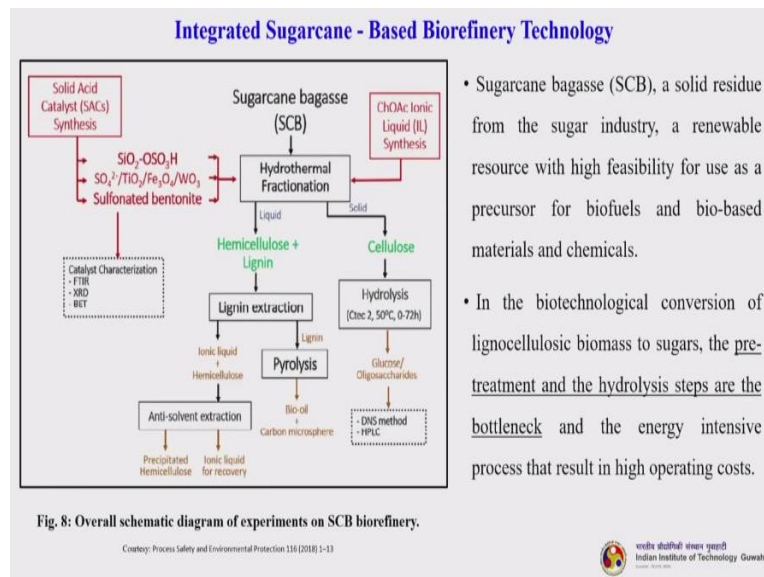 Integrated Sugarcane - Based Biorefinery Technology
Solid Acid
Catalyst (SACs)
Synthesis
Sugarcane bagasse
(SCB)
ChOAc Ionic
Liquid (IL)
Synthesis
SiO₂-OSO₃H
SO₄²⁻/TiO₂/Fe₃O₄/WO₃
Sulfonated bentonite
Hydrothermal
Fractionation
Liquid
Solid
Hemicellulose +
Lignin
Cellulose
Catalyst Characterization
- FTIR
- XRD
- BET
Lignin extraction
Hydrolysis
(Ctec 2, 50°C, 0-72h)
Ionic liquid
+
Hemicellulose
Lignin
Pyrolysis
Glucose/
Oligosaccharides
Anti-solvent extraction
Bio-oil
+
Carbon microsphere
- DNS method
- HPLC
Precipitated
Hemicellulose
Ionic liquid
for recovery
Fig. 8: Overall schematic diagram of experiments on SCB biorefinery.
Courtesy: Process Safety and Environmental Protection 116 (2018) 1–13
• Sugarcane bagasse (SCB), a solid residue
from the sugar industry, a renewable
resource with high feasibility for use as a
precursor for biofuels and bio-based
materials and chemicals.
• In the biotechnological conversion of
lignocellulosic biomass to sugars, the pre-
treatment and the hydrolysis steps are the
bottleneck and the energy intensive
process that result in high operating costs.
भारतीय प्रौद्योगिकी संस्थान गुवाहाटी
Indian Institute of Technology Guwah